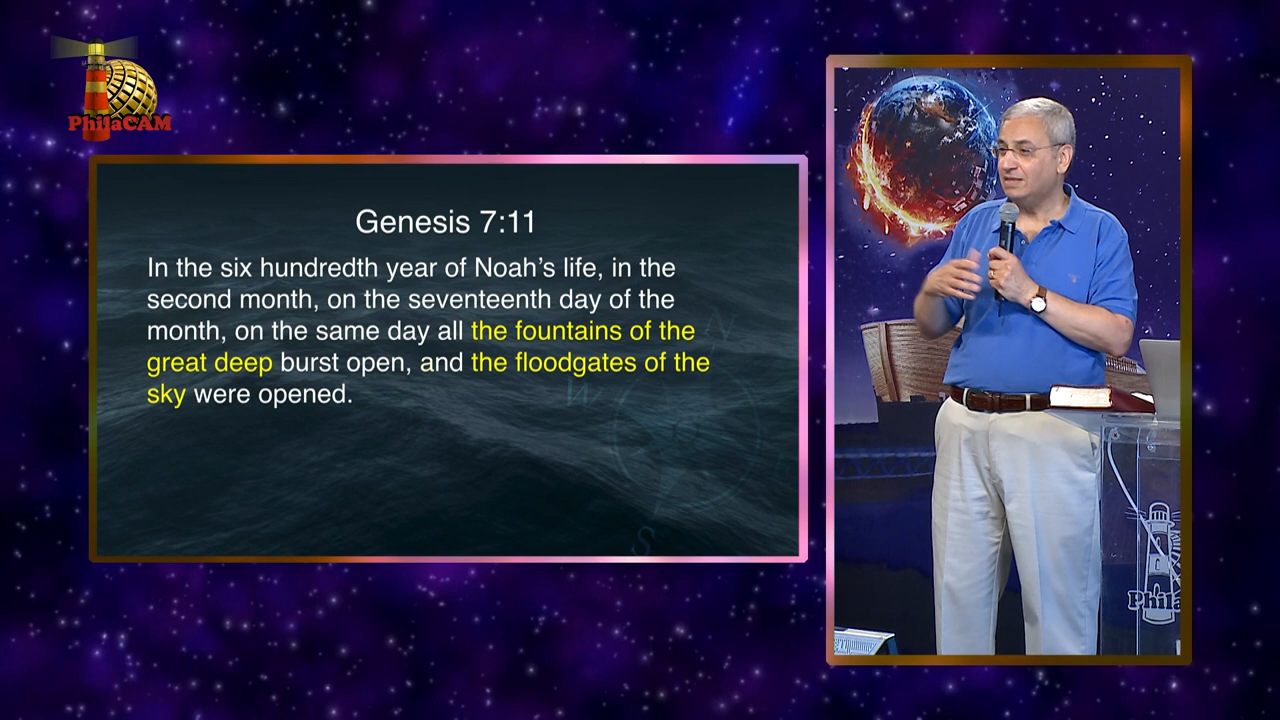 PhilaCAM
Genesis 7:11
In the six hundredth year of Noah’s life, in the
second month, on the seventeenth day of the
month, on the same day all the fountains of the
great deep burst open, and the floodgates of the
sky were opened.
N
W
S
Phila